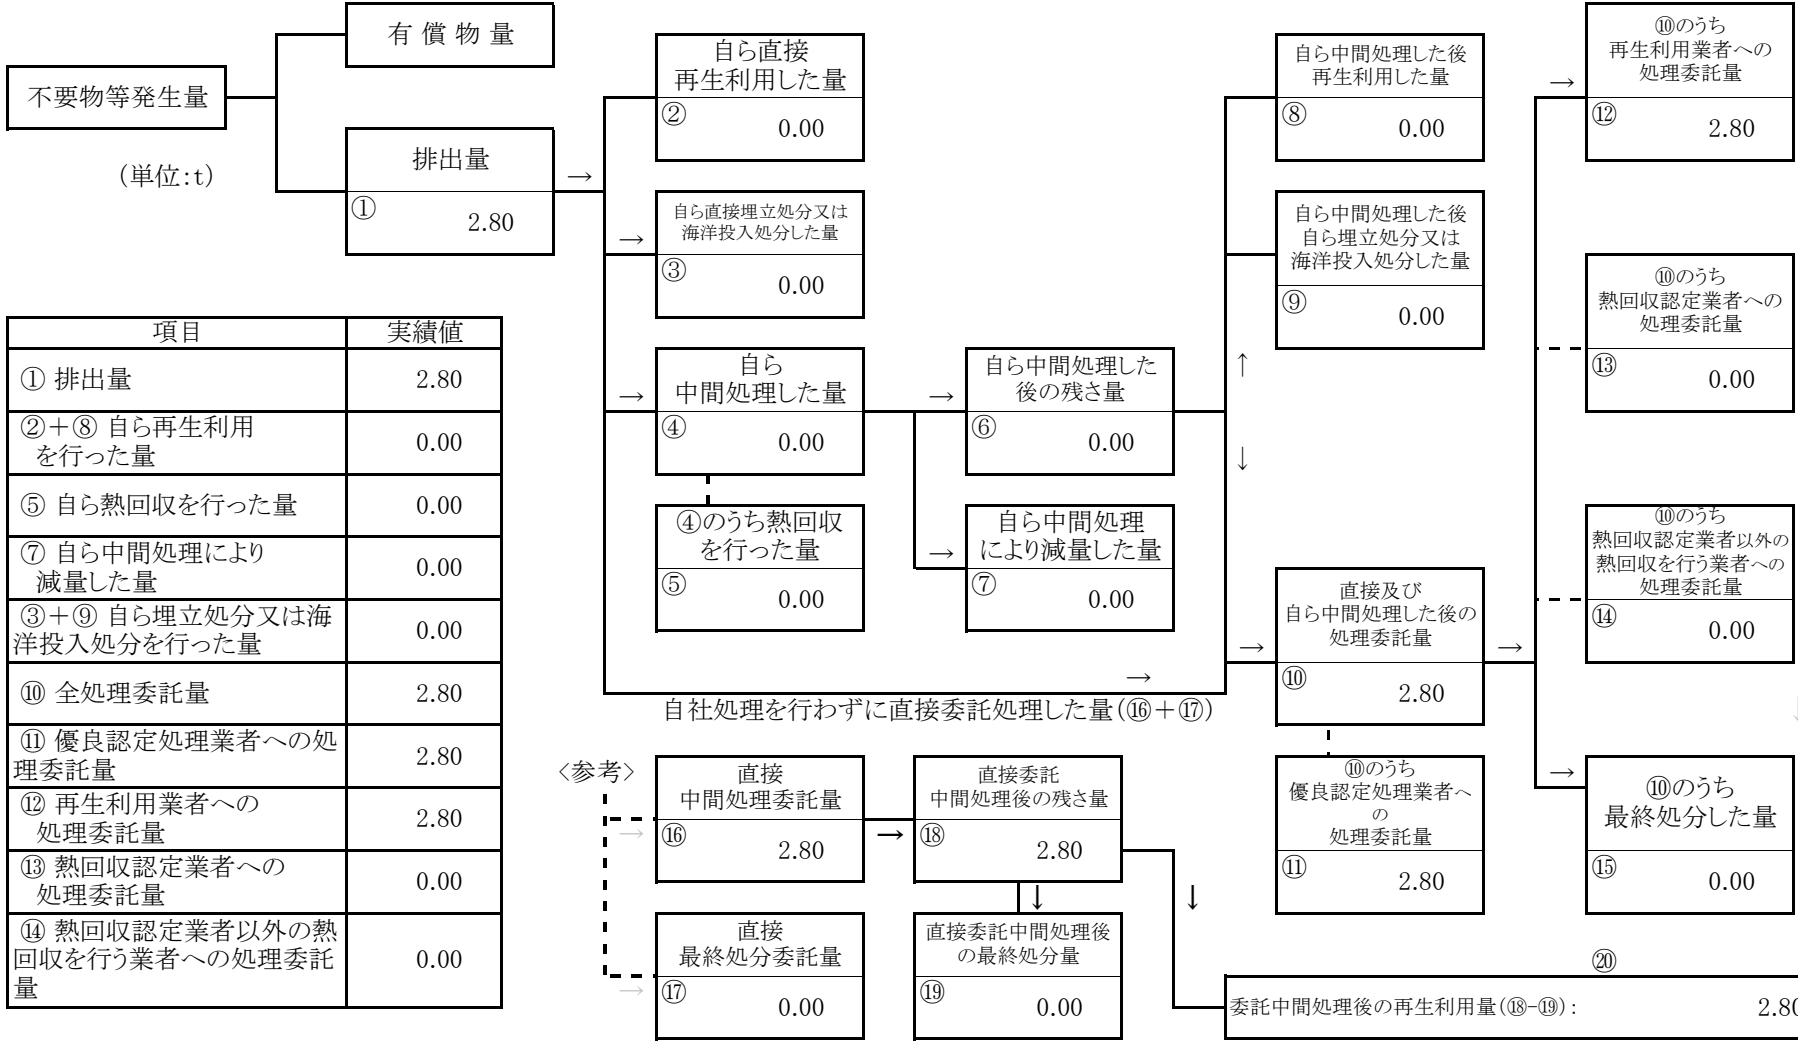 有 償 物 量
不要物等発生量
(単位:t)
排出量
①
2.80
→
自ら直接
再生利用した量
②
0.00
→
自ら直接埋立処分又は
海洋投入処分した量
③
0.00
→
自ら
中間処理した量
④
0.00
④のうち熱回収
を行った量
⑤
0.00
→
自ら中間処理した
後の残さ量
⑥
0.00
→
自ら中間処理
により減量した量
⑦
0.00
↑
↓
自ら中間処理した後
再生利用した量
⑧
0.00
自ら中間処理した後
自ら埋立処分又は
海洋投入処分した量
⑨
0.00
→
自社処理を行わずに直接委託処理した量(⑯+⑰)
→
直接及び
自ら中間処理した後の
処理委託量
⑩
2.80
→
⑩のうち
優良認定処理業者へ
の
処理委託量
⑪
2.80
→
⑩のうち
再生利用業者への
処理委託量
⑫
2.80
⑩のうち
熱回収認定業者への
処理委託量
⑬
0.00
⑩のうち
熱回収認定業者以外の
熱回収を行う業者への
処理委託量
⑭
0.00
↓
→
⑩のうち
最終処分した量
⑮
0.00
項目 実績値
① 排出量 2.80
②+⑧ 自ら再生利用
を行った量 0.00
⑤ 自ら熱回収を行った量 0.00
⑦ 自ら中間処理により
減量した量 0.00
③+⑨ 自ら埋立処分又は海
洋投入処分を行った量 0.00
⑩ 全処理委託量 2.80
⑪ 優良認定処理業者への処
理委託量 2.80
⑫ 再生利用業者への
処理委託量 2.80
⑬ 熱回収認定業者への
処理委託量 0.00
⑭ 熱回収認定業者以外の熱
回収を行う業者への処理委託
量 0.00
<参考>
→
直接
中間処理委託量
⑯
2.80
→
直接委託
中間処理後の残さ量
⑱
2.80
↓
↓
→
直接
最終処分委託量
⑰
0.00
直接委託中間処理後
の最終処分量
⑲
0.00
⑳
委託中間処理後の再生利用量(⑱-⑲): 2.80